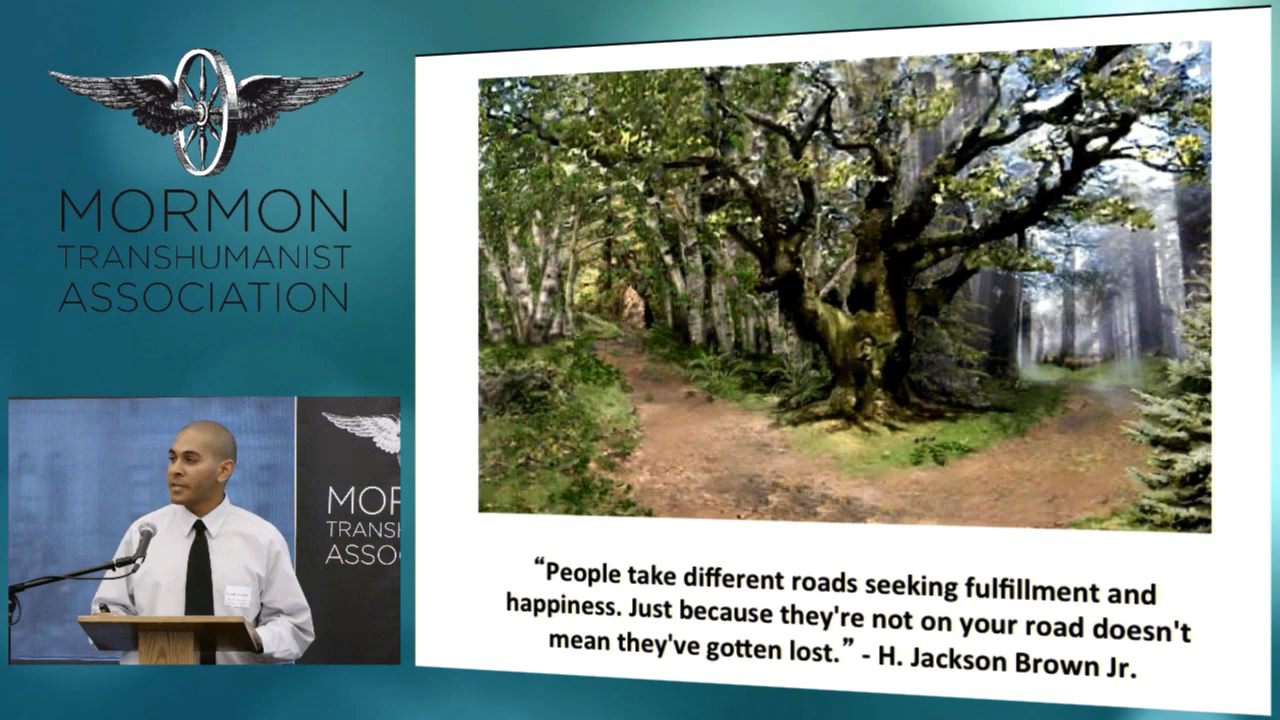 MORMON
TRANSHUMANIST
ASSOCIATION
MOR
TRANSH
ASSO
“People take different roads seeking fulfillment and
happiness. Just because they're not on your road doesn't
mean they've gotten lost.” - H. Jackson Brown Jr.